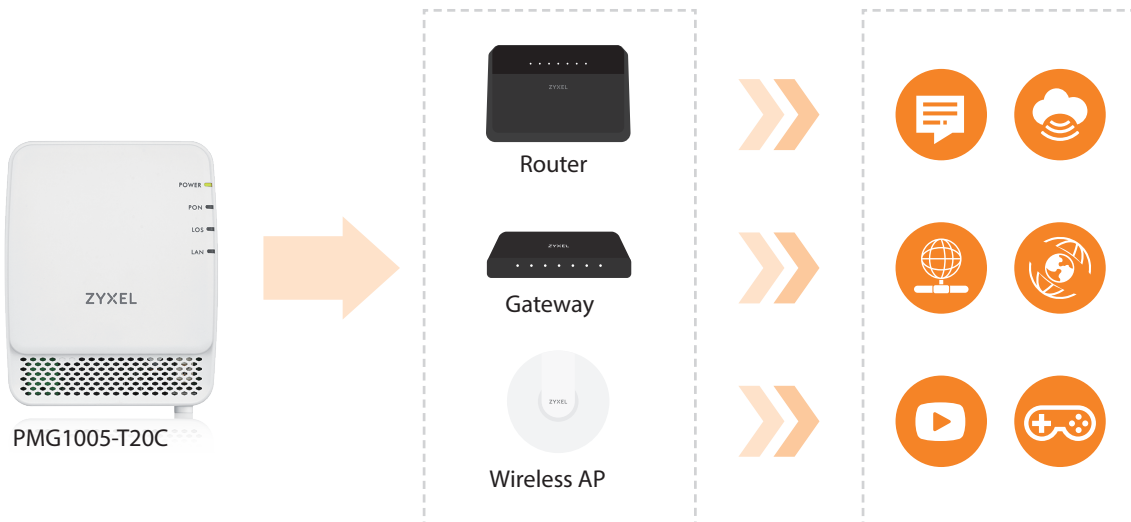 POWER
PON
LOS
LAN
ZYXEL
PMG1005-T20C
ZYXEL
Router
ZYXEL
Gateway
ZYXEL
Wireless AP